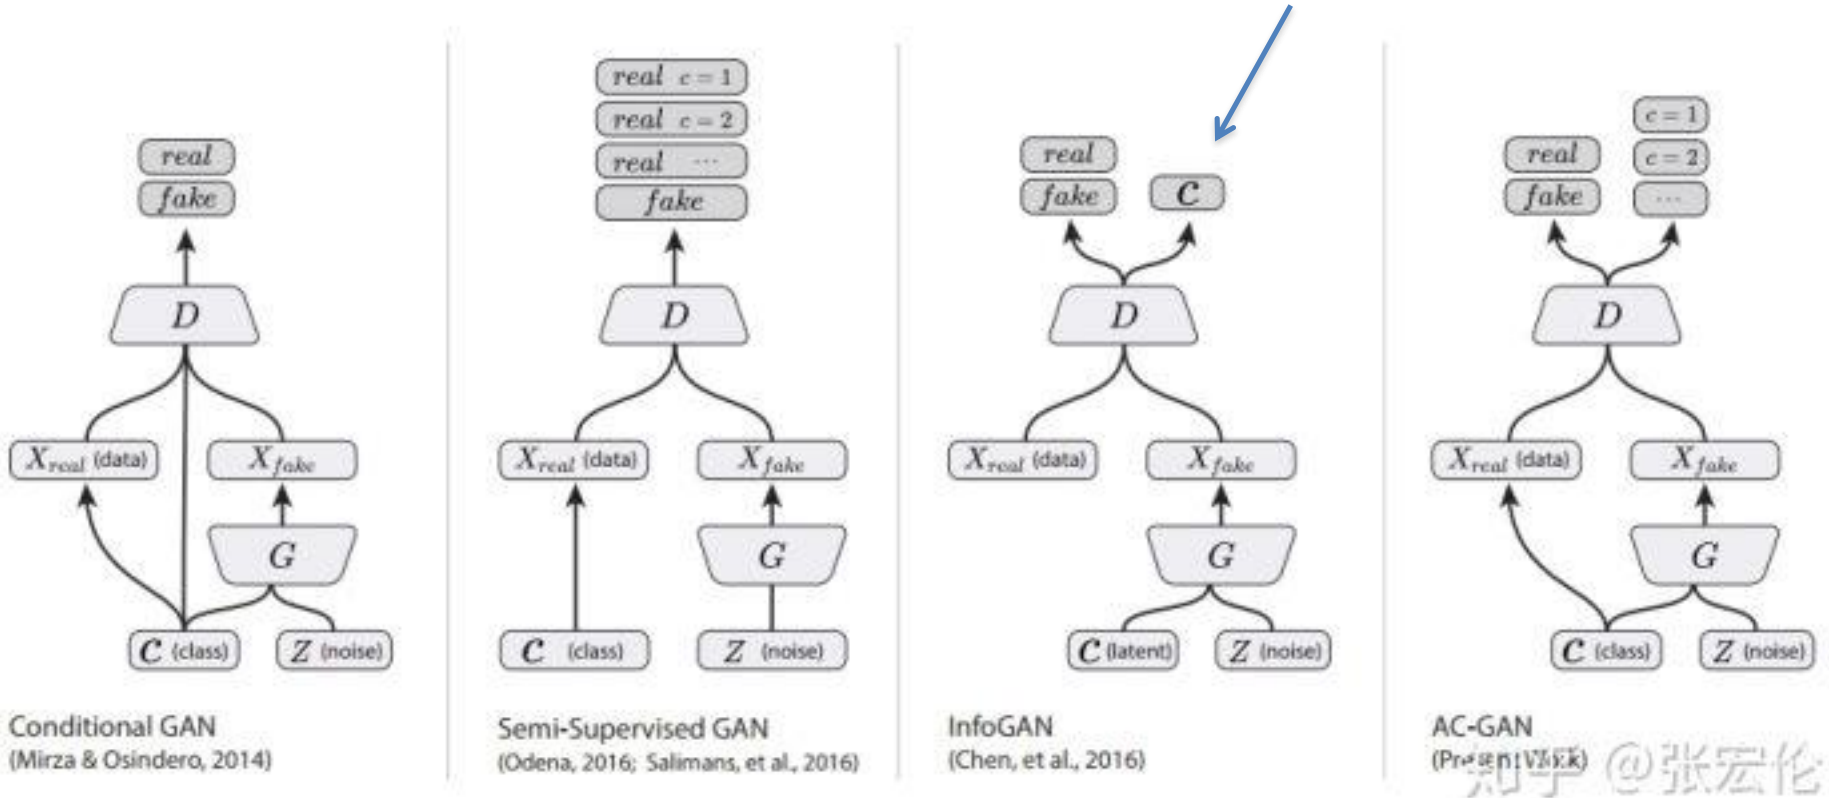 real
fake
D
X_real (data)
X_fake
G
C (class)
Z (noise)
Conditional GAN
(Mirza & Osindero, 2014)
real c = 1
real c = 2
real ...
fake
D
X_real (data)
X_fake
G
C (class)
Z (noise)
Semi-Supervised GAN
(Odena, 2016; Salimans, et al., 2016)
real
fake
C
D
X_real (data)
X_fake
G
C (latent)
Z (noise)
InfoGAN
(Chen, et al., 2016)
real
fake
c = 1
c = 2
...
D
X_real (data)
X_fake
G
C (class)
Z (noise)
AC-GAN
(Present Work)
知乎 @张宏伦